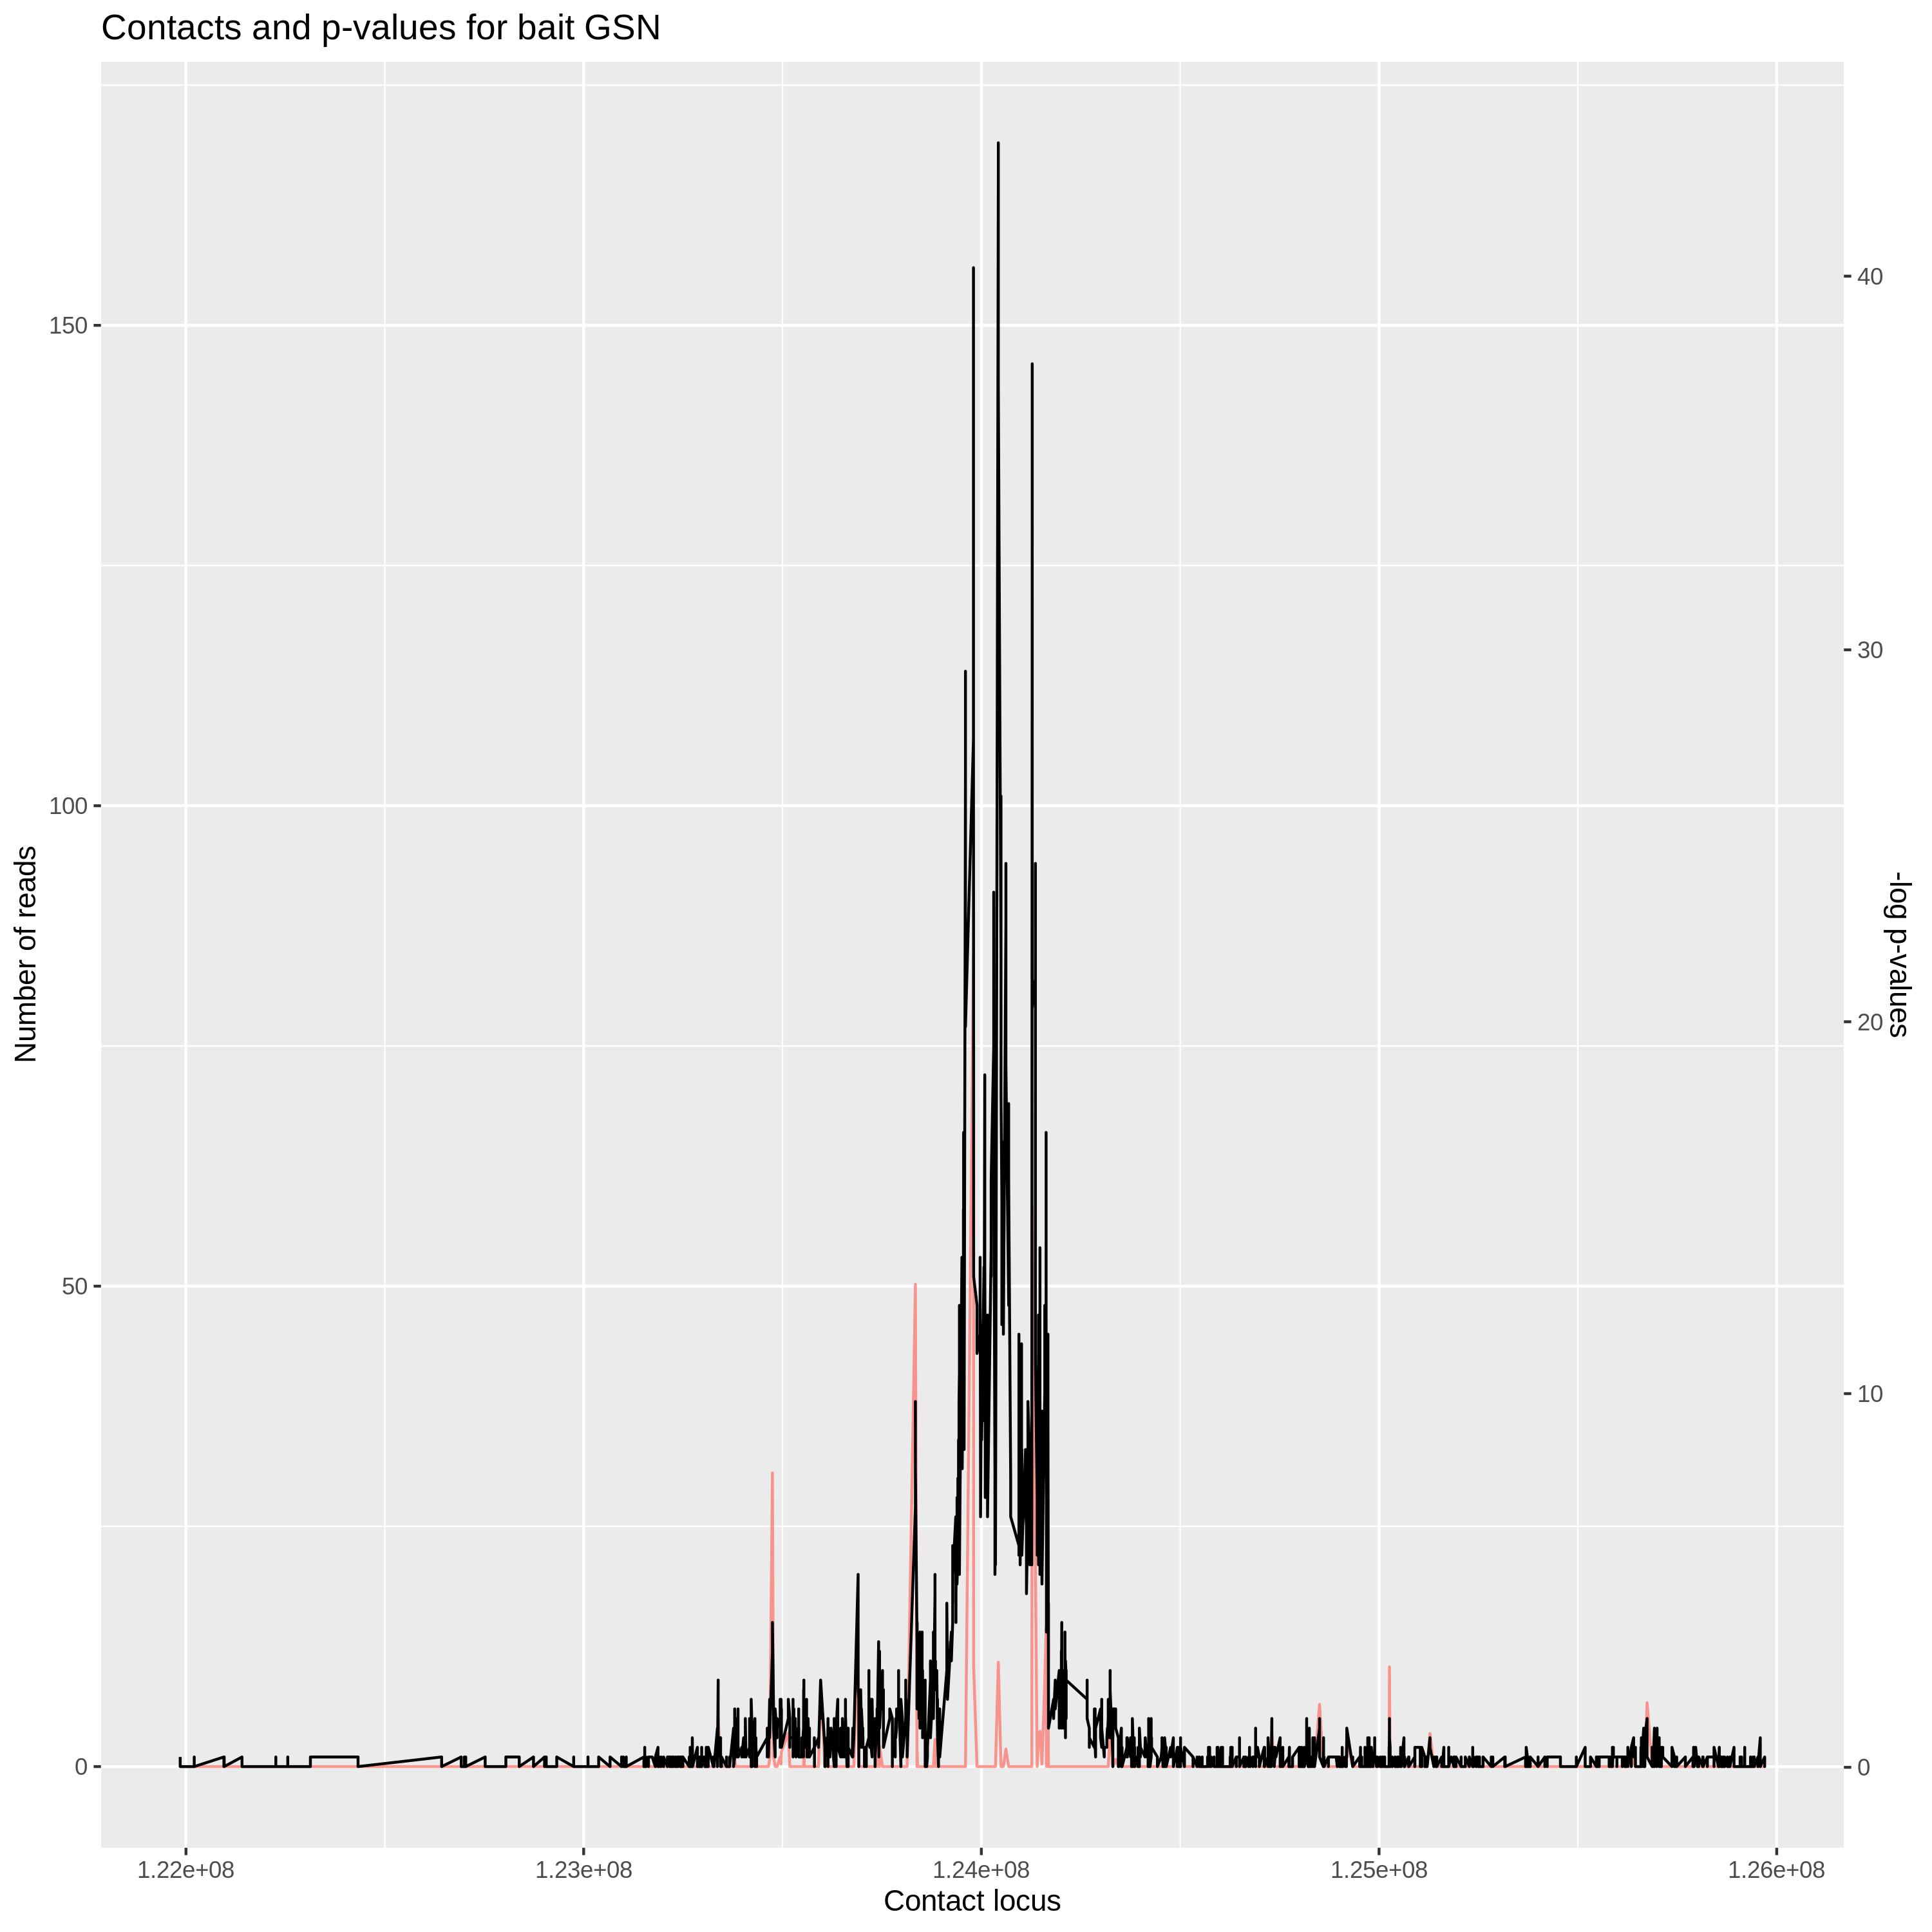 Contacts and p-values for bait GSN
Number of reads
150
100
50
0
40
30
20
10
0
-log p-values
1.22e+08
1.23e+08
1.24e+08
1.25e+08
1.26e+08
Contact locus